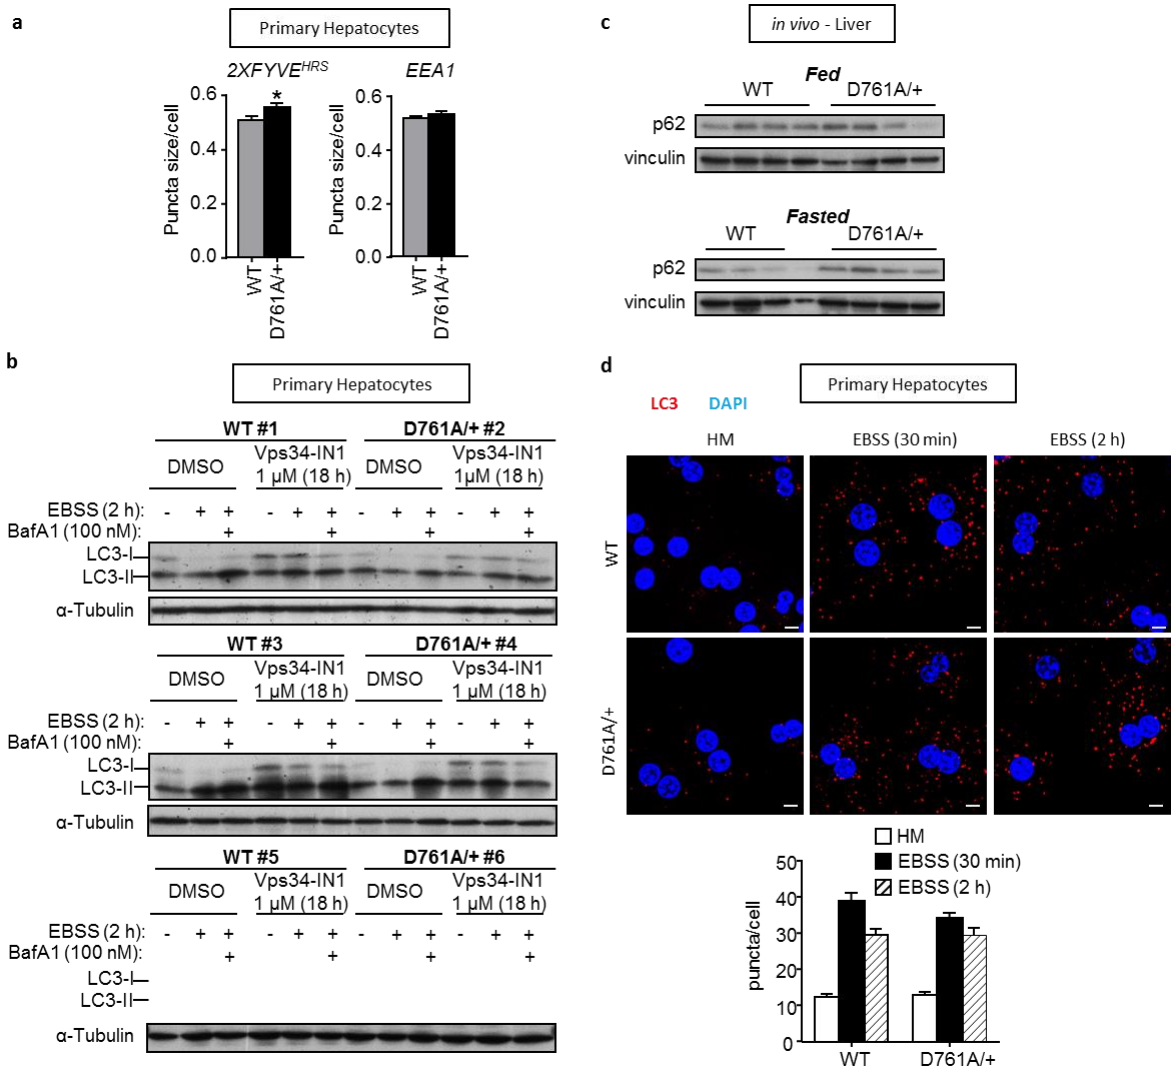 a
Primary Hepatocytes
2XFYVE^HRS
EEA1
Puncta size/cell
0.6
0.4
0.2
0.0
*
WT
D761A/+
Puncta size/cell
0.6
0.4
0.2
0.0
WT
D761A/+
b
Primary Hepatocytes
WT #1
D761A/+ #2
DMSO
Vps34-IN1
1 µM (18 h)
DMSO
Vps34-IN1
1µM (18 h)
EBSS (2 h): - + + - + + - + + - + +
BafA1 (100 nM): + + + +
LC3-I
LC3-II
α-Tubulin
WT #3
D761A/+ #4
DMSO
Vps34-IN1
1 µM (18 h)
DMSO
Vps34-IN1
1 µM (18 h)
EBSS (2 h): - + + - + + - + + - + +
BafA1 (100 nM): + + + +
LC3-I
LC3-II
α-Tubulin
WT #5
D761A/+ #6
DMSO
Vps34-IN1
1 µM (18 h)
DMSO
Vps34-IN1
1 µM (18 h)
EBSS (2 h): - + + - + + - + + - + +
BafA1 (100 nM): + + + +
LC3-I
LC3-II
α-Tubulin
c
in vivo - Liver
Fed
WT D761A/+
p62
vinculin
Fasted
WT D761A/+
p62
vinculin
d
Primary Hepatocytes
LC3 DAPI
HM EBSS (30 min) EBSS (2 h)
WT
D761A/+
HM
EBSS (30 min)
EBSS (2 h)
puncta/cell
50
40
30
20
10
0
WT D761A/+